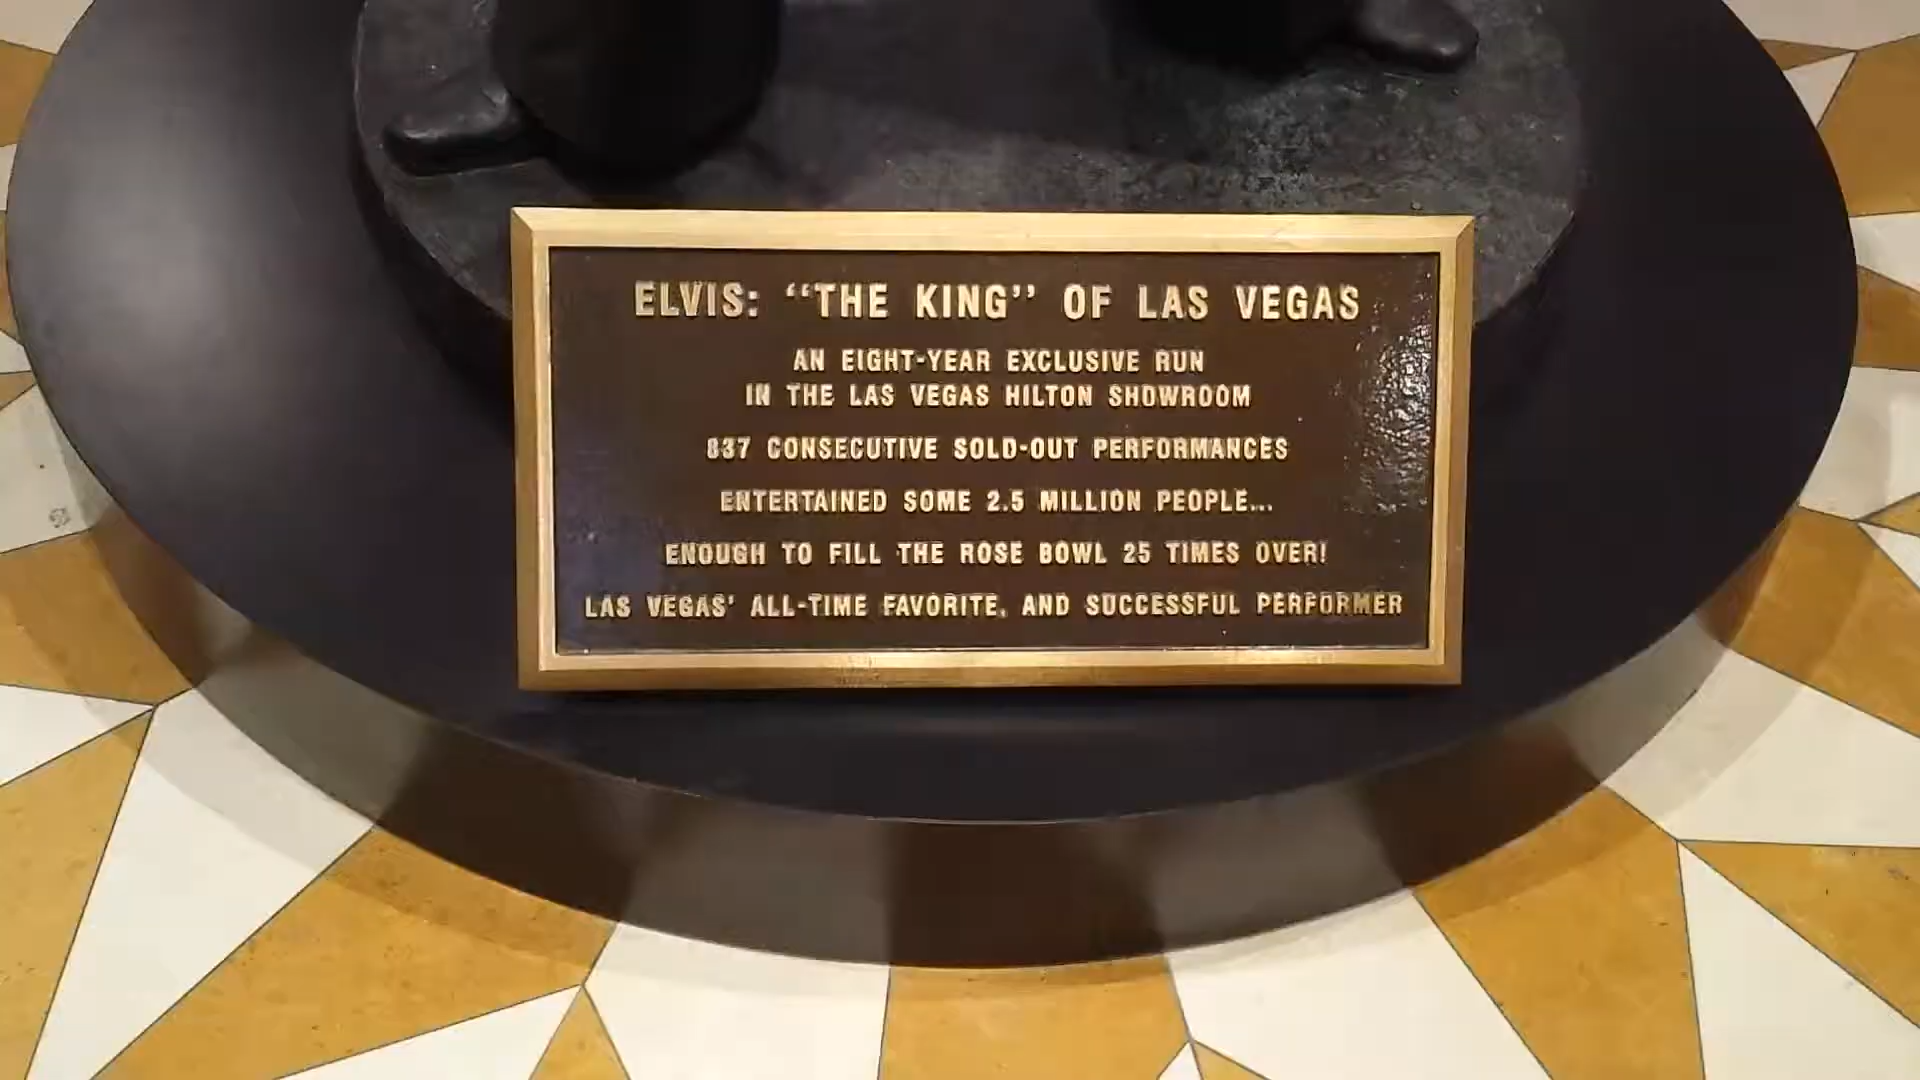 ELVIS: “THE KING” OF LAS VEGAS
AN EIGHT-YEAR EXCLUSIVE RUN
IN THE LAS VEGAS HILTON SHOWROOM
837 CONSECUTIVE SOLD-OUT PERFORMANCES
ENTERTAINED SOME 2.5 MILLION PEOPLE...
ENOUGH TO FILL THE ROSE BOWL 25 TIMES OVER!
LAS VEGAS' ALL-TIME FAVORITE, AND SUCCESSFUL PERFORMER